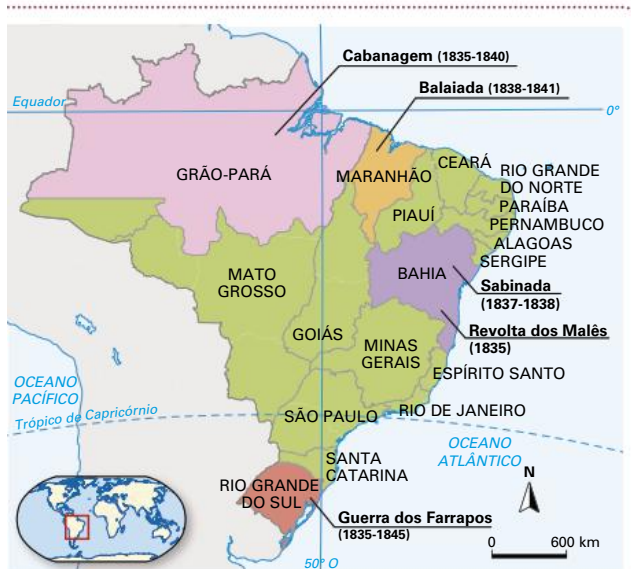 Cabanagem (1835-1840)
Balaiada (1838-1841)
Equador
0º
CEARÁ
GRÃO-PARÁ
MARANHÃO
RIO GRANDE
DO NORTE
PARAÍBA
PIAUÍ
PERNAMBUCO
ALAGOAS
SERGIPE
BAHIA
MATO
GROSSO
Sabinada
(1837-1838)
GOIÁS
Revolta dos Malês
(1835)
MINAS
GERAIS
ESPÍRITO SANTO
OCEANO
PACÍFICO
Trópico de Capricórnio
SÃO PAULO
RIO DE JANEIRO
OCEANO
ATLÂNTICO
SANTA
CATARINA
N
RIO GRANDE
DO SUL
Guerra dos Farrapos
(1835-1845)
0 600 km
50º O